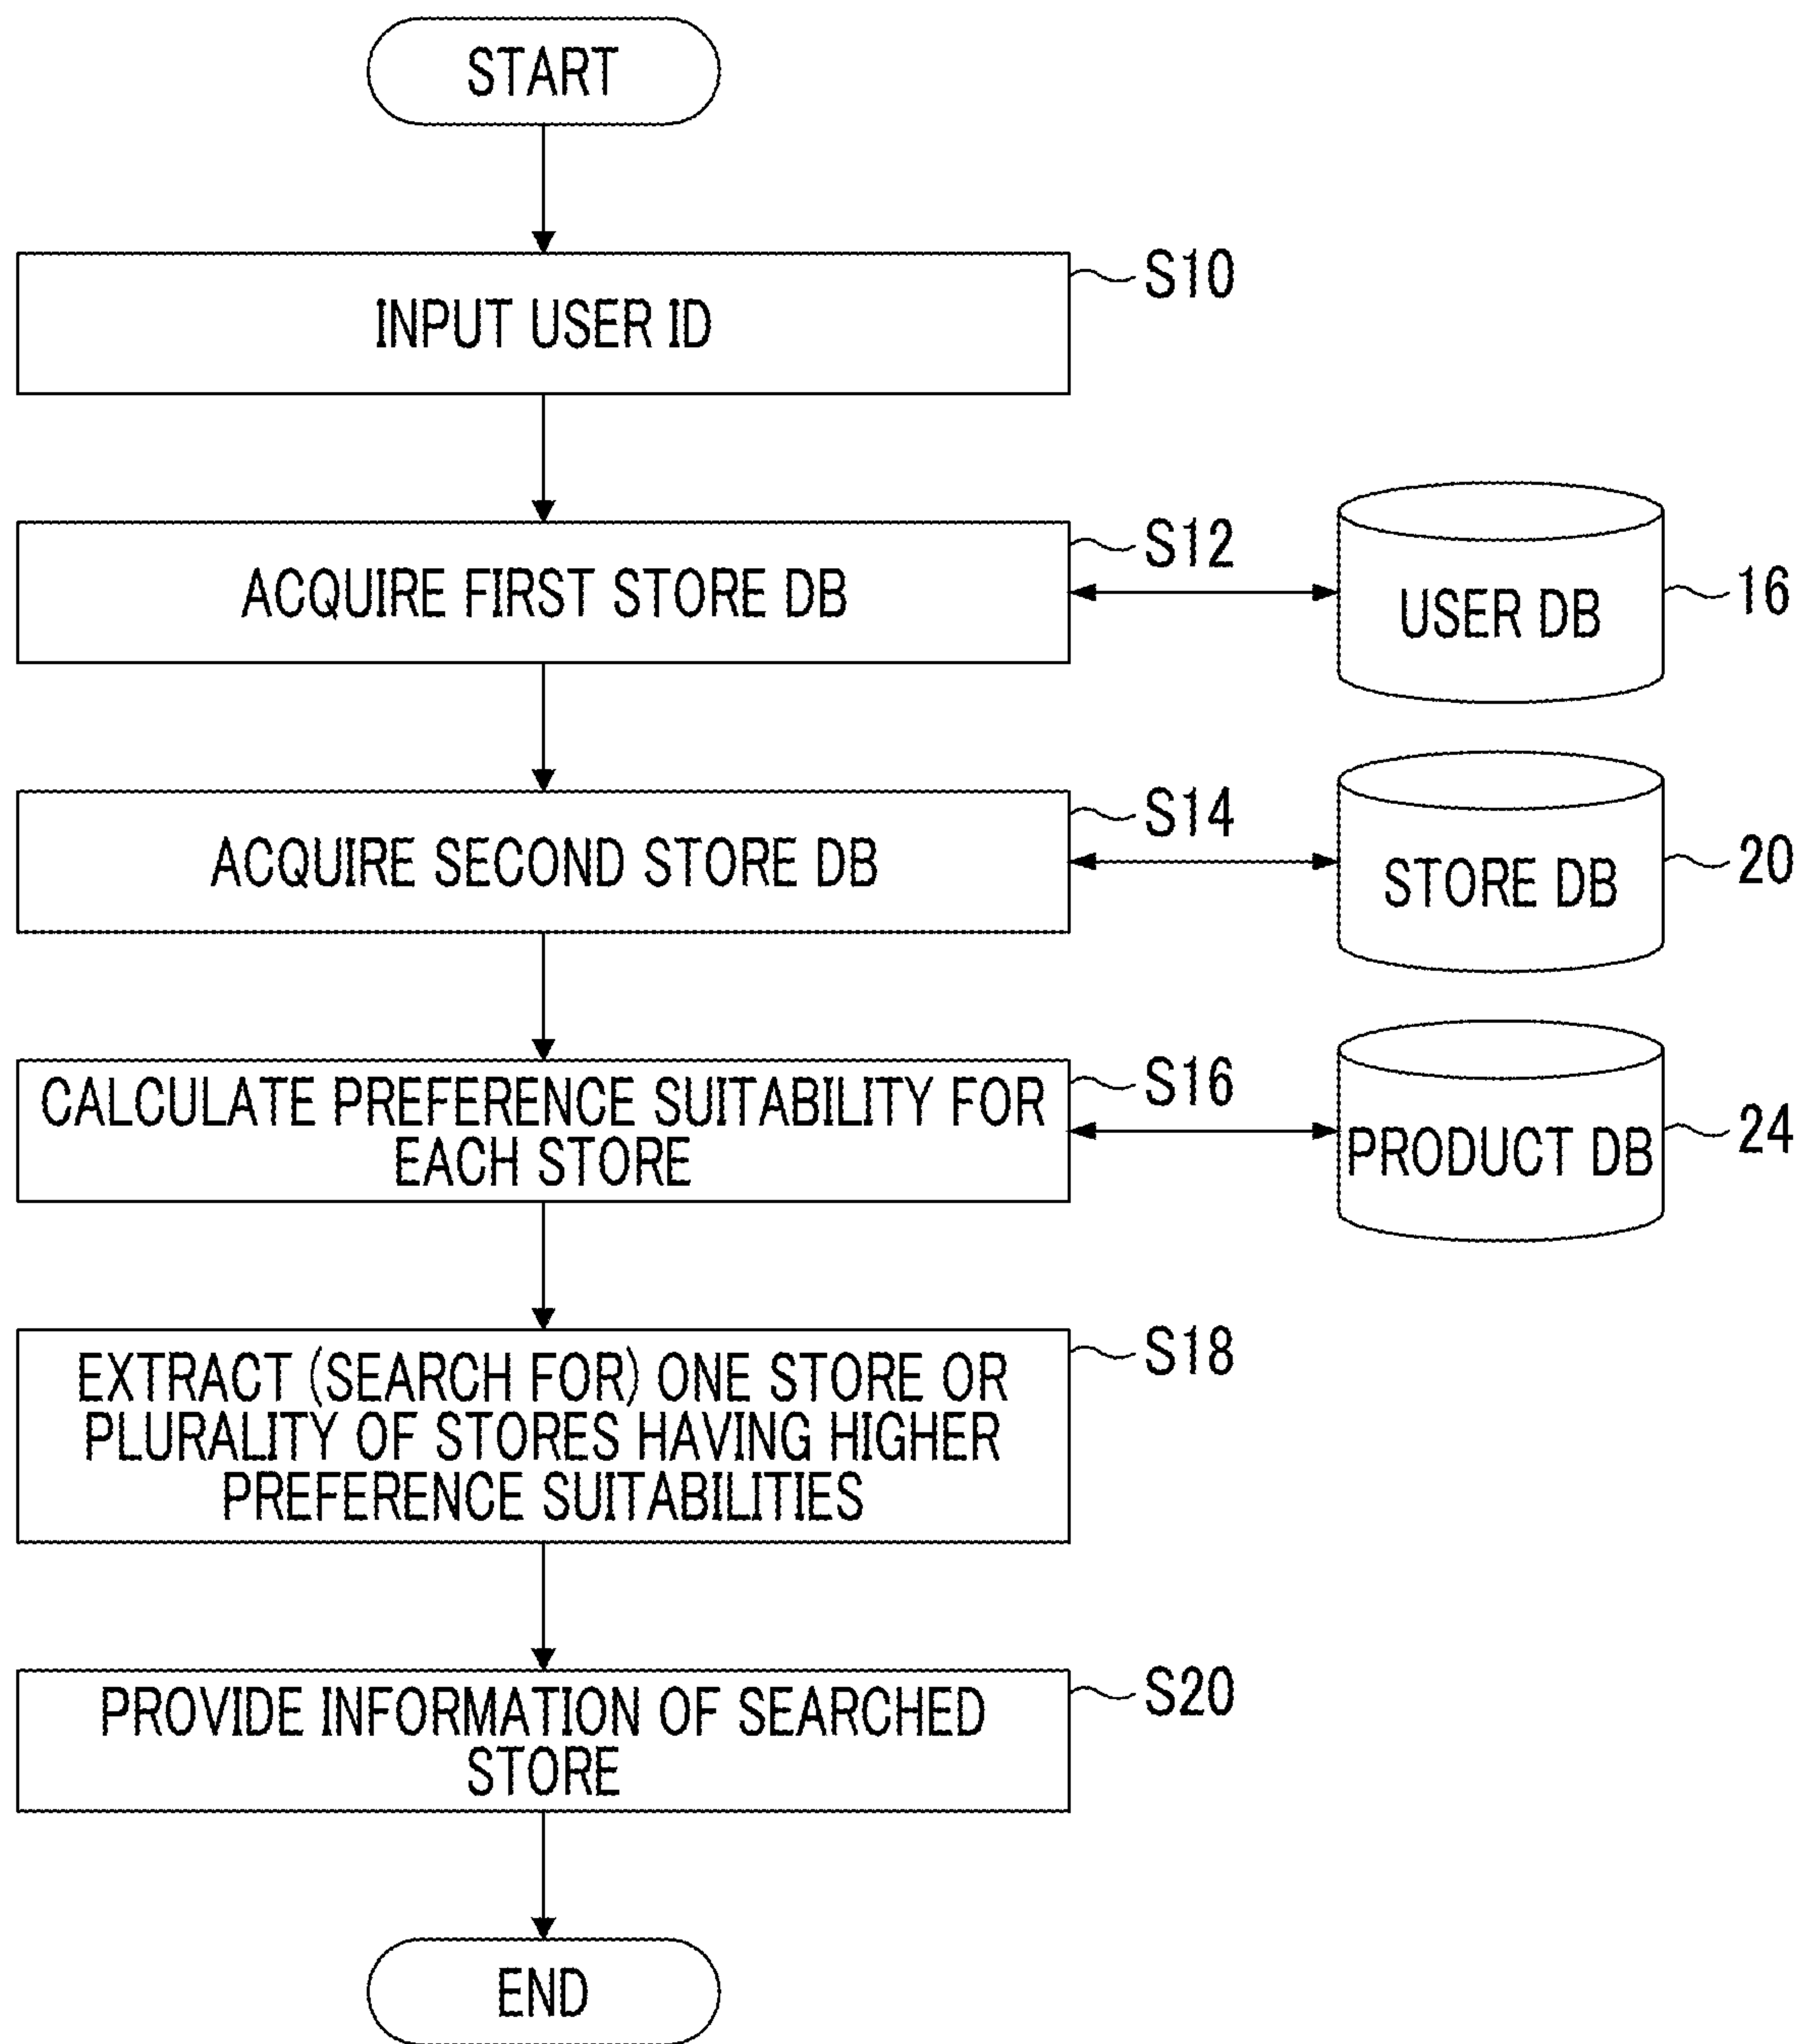 START
INPUT USER ID
S10
ACQUIRE FIRST STORE DB
S12
USER DB
16
ACQUIRE SECOND STORE DB
S14
STORE DB
20
CALCULATE PREFERENCE SUITABILITY FOR
EACH STORE
S16
PRODUCT DB
24
EXTRACT (SEARCH FOR) ONE STORE OR
PLURALITY OF STORES HAVING HIGHER
PREFERENCE SUITABILITIES
S18
PROVIDE INFORMATION OF SEARCHED
STORE
S20
END